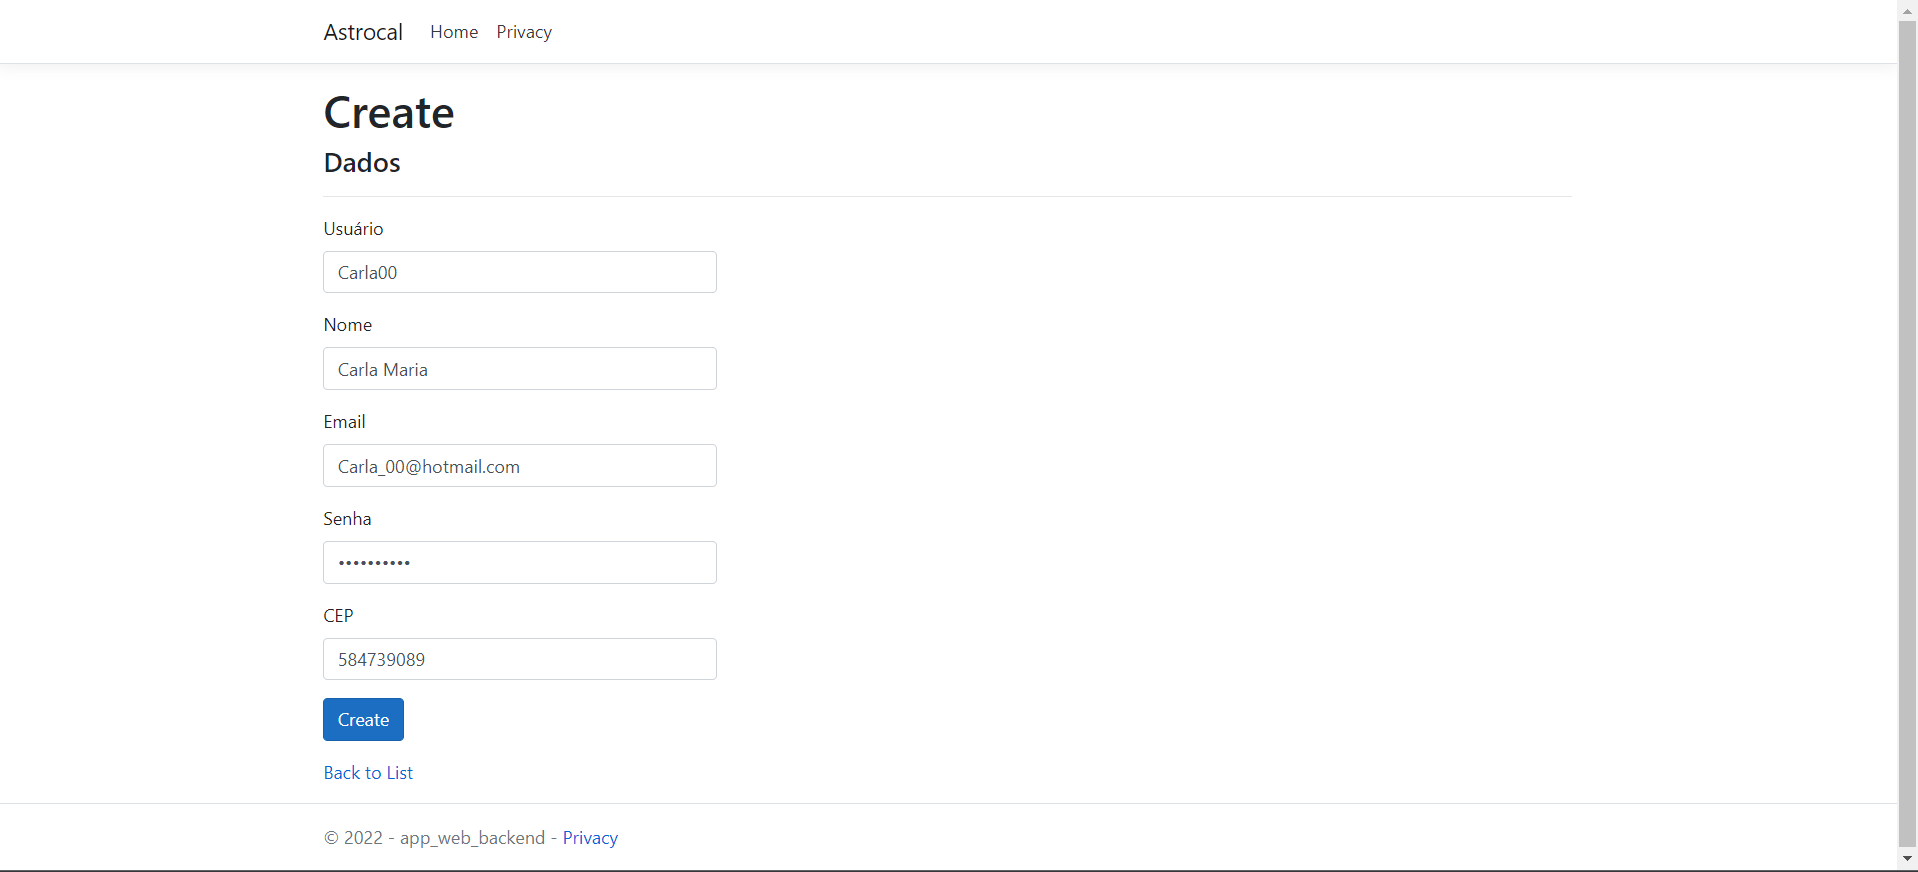 Astrocal Home Privacy
Create
Dados
Usuário
Carla00
Nome
Carla Maria
Email
Carla_00@hotmail.com
Senha
••••••••••
CEP
584739089
Create
Back to List
© 2022 - app_web_backend - Privacy